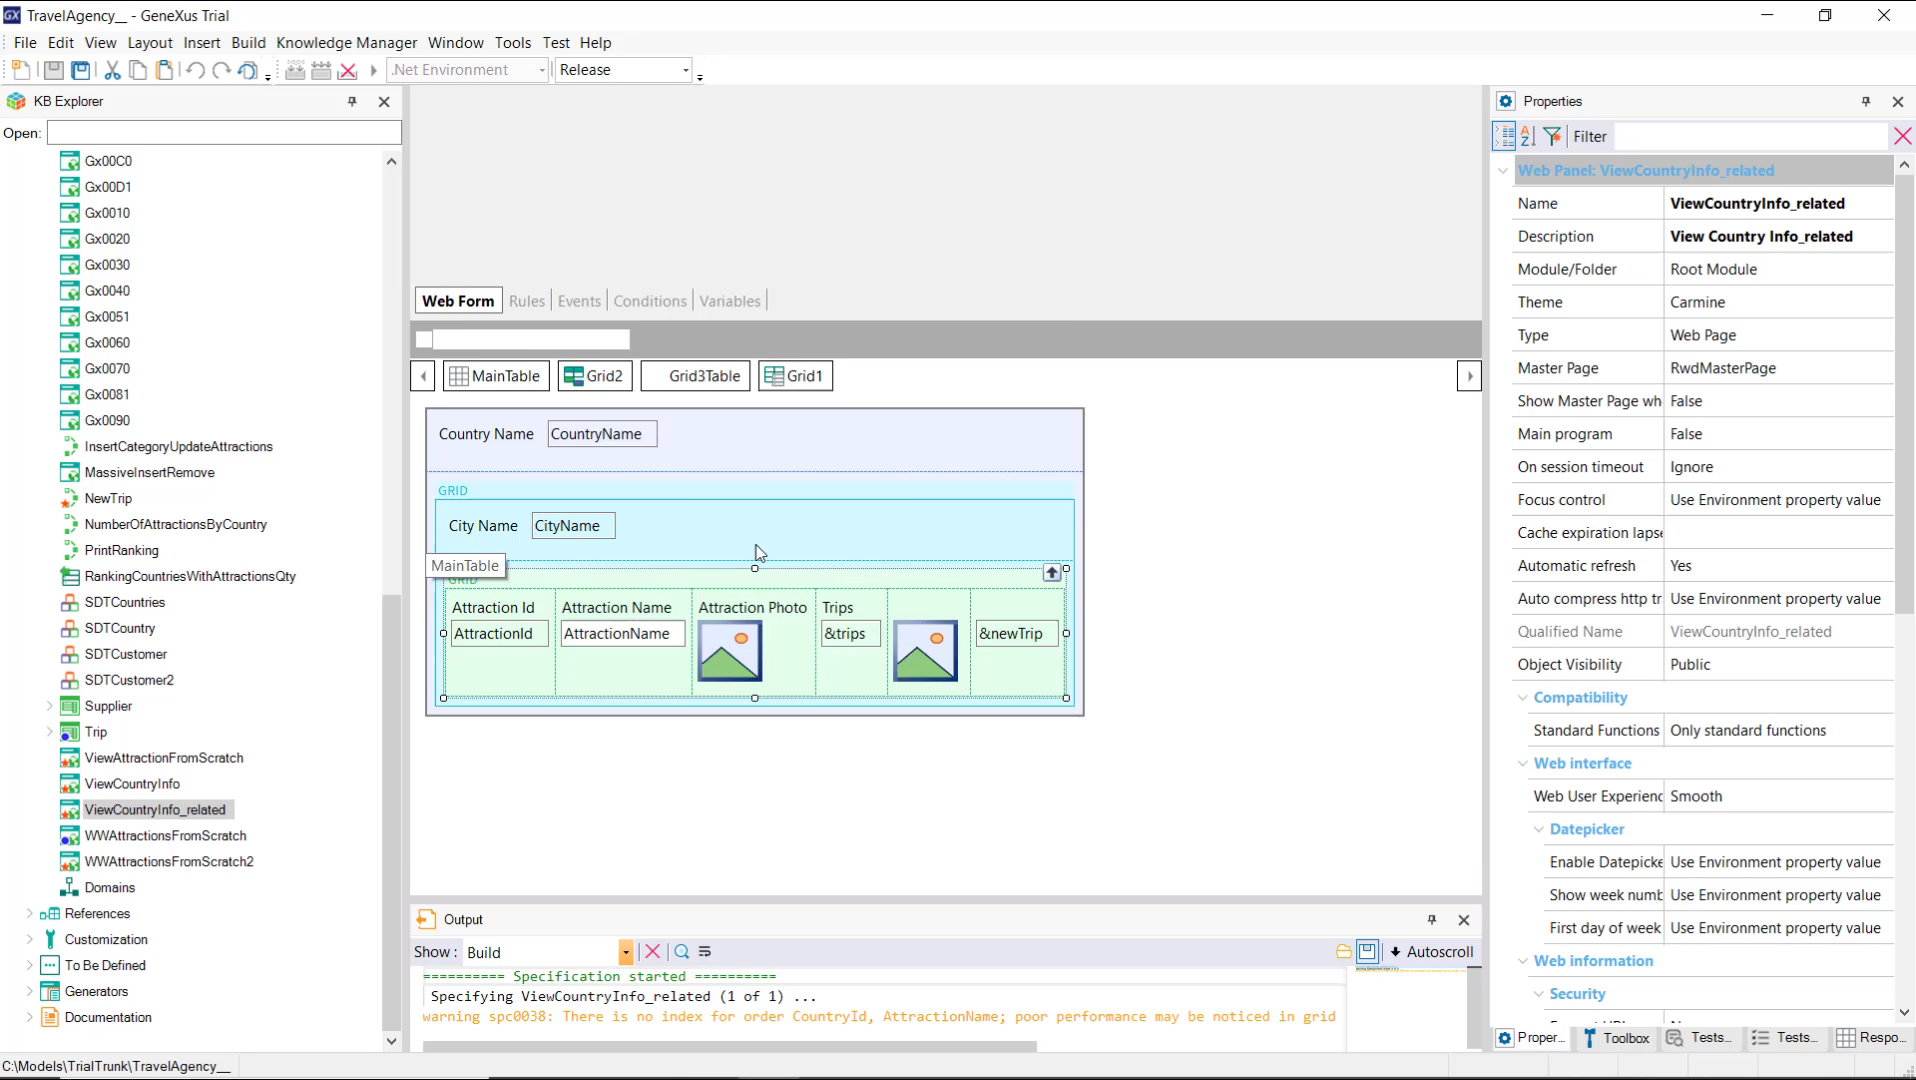 TravelAgency__ - GeneXus Trial
File Edit View Layout Insert Build Knowledge Manager Window Tools Test Help
.Net Environment Release
KB Explorer
Open:
Gx00C0
Gx00D1
Gx0010
Gx0020
Gx0030
Gx0040
Gx0051
Gx0060
Gx0070
Gx0081
Gx0090
InsertCategoryUpdateAttractions
MassiveInsertRemove
NewTrip
NumberOfAttractionsByCountry
PrintRanking
RankingCountriesWithAttractionsQty
SDTCountries
SDTCountry
SDTCustomer
SDTCustomer2
Supplier
Trip
ViewAttractionFromScratch
ViewCountryInfo
ViewCountryInfo_related
WWAttractionsFromScratch
WWAttractionsFromScratch2
Domains
References
Customization
To Be Defined
Generators
Documentation
C:\Models\TrialTrunk\TravelAgency__
Web Form Rules Events Conditions Variables
MainTable Grid2 Grid3Table Grid1
Country Name CountryName
GRID
City Name CityName
MainTable
GRID
Attraction Id Attraction Name Attraction Photo Trips
AttractionId AttractionName &trips &newTrip
Output
Show: Build Autoscroll
========== Specification started ==========
Specifying ViewCountryInfo_related (1 of 1) ...
warning spc0038: There is no index for order CountryId, AttractionName; poor performance may be noticed in grid
Properties
Filter
Web Panel: ViewCountryInfo_related
Name ViewCountryInfo_related
Description View Country Info_related
Module/Folder Root Module
Theme Carmine
Type Web Page
Master Page RwdMasterPage
Show Master Page wh False
Main program False
On session timeout Ignore
Focus control Use Environment property value
Cache expiration lapse
Automatic refresh Yes
Auto compress http tr Use Environment property value
Qualified Name ViewCountryInfo_related
Object Visibility Public
Compatibility
Standard Functions Only standard functions
Web interface
Web User Experienc Smooth
Datepicker
Enable Datepicke Use Environment property value
Show week numb Use Environment property value
First day of week Use Environment property value
Web information
Security
Proper... Toolbox Tests... Tests... Respo...